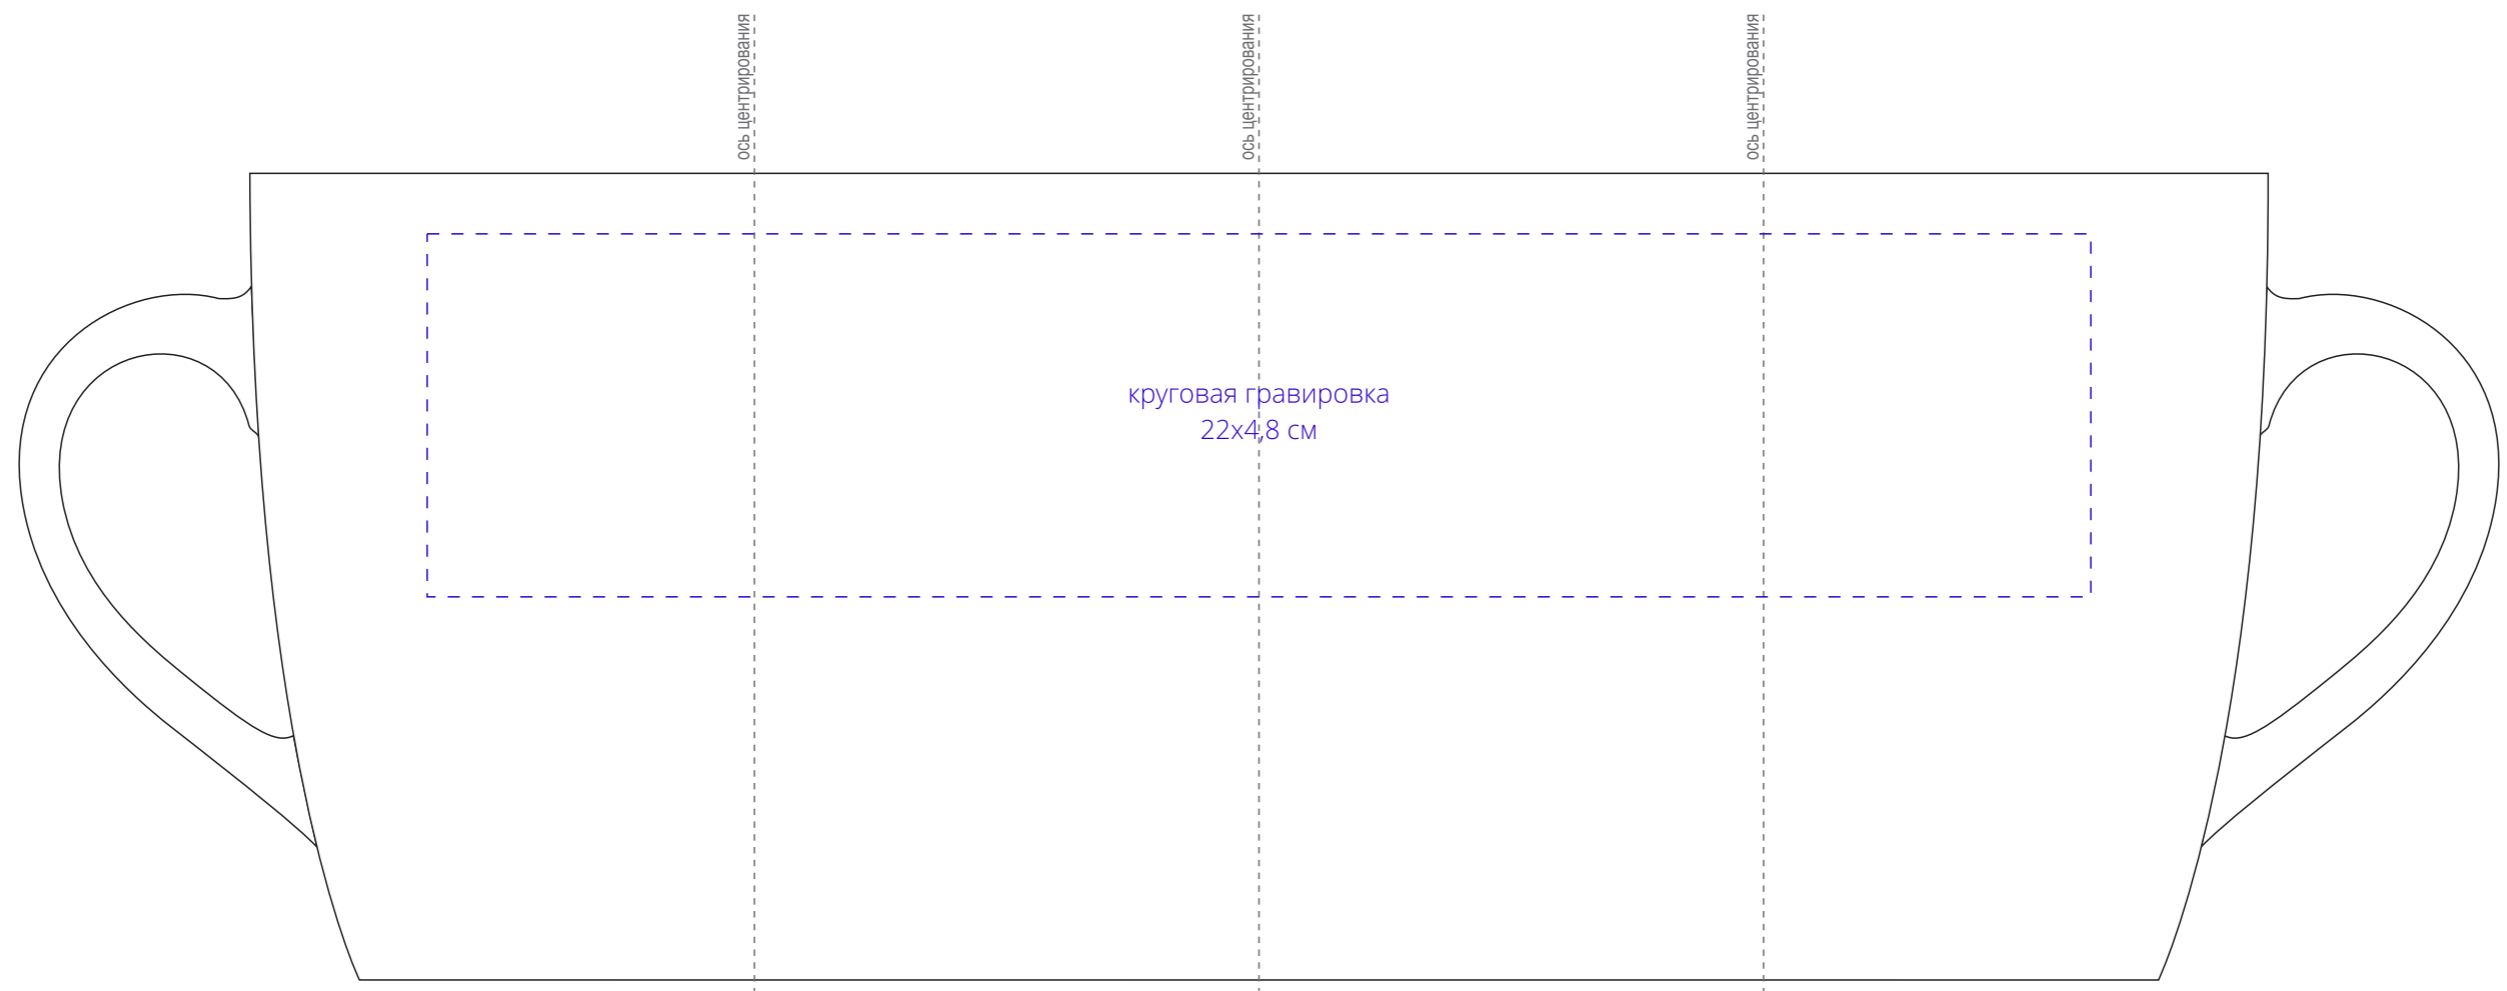 ось центрирования
ось центрирования
ось центрирования
круговая гравировка
22x4,8 см